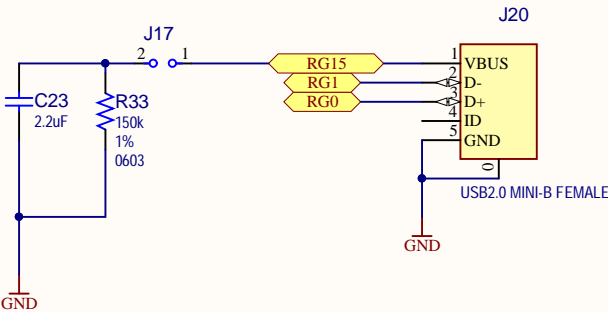 J20
J17
2
1
RG15
1
VBUS
RG1
2
D-
C23
R33
RG0
3
D+
2.2uF
150k
4
ID
1%
5
GND
0603
0
USB2.0 MINI-B FEMALE
GND
GND